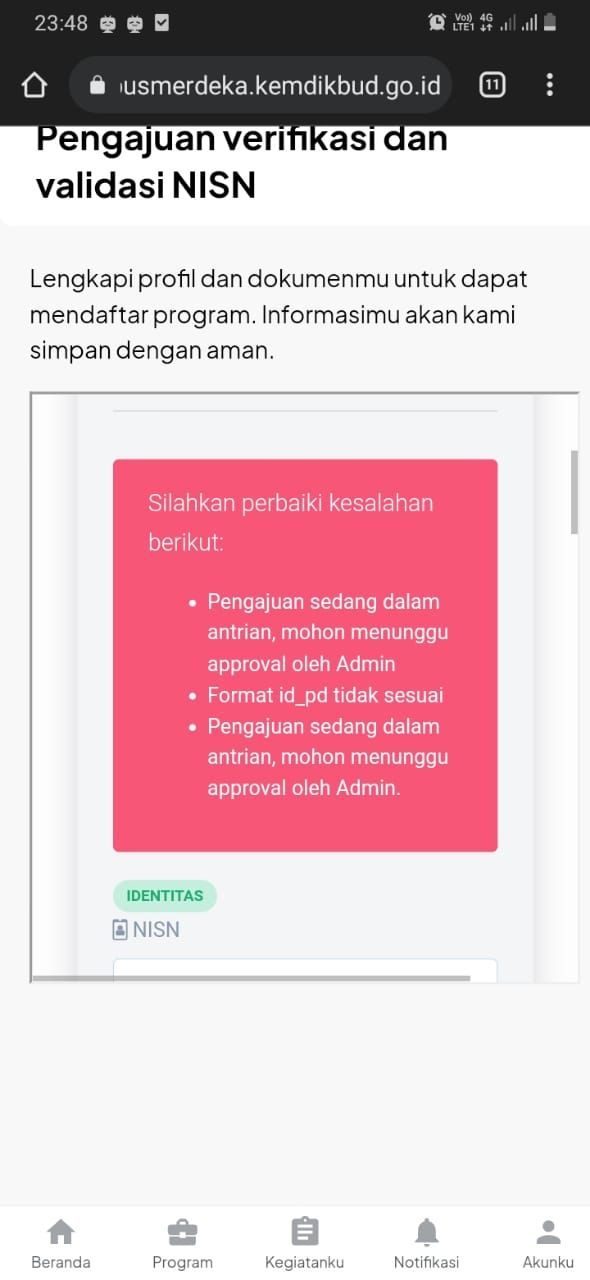 23:48
Vo)) 4G
LTE1
usmerdeka.kemdikbud.go.id
11
Pengajuan verifikasi dan
validasi NISN
Lengkapi profil dan dokumenmu untuk dapat
mendaftar program. Informasimu akan kami
simpan dengan aman.
Silahkan perbaiki kesalahan
berikut:
• Pengajuan sedang dalam
antrian, mohon menunggu
approval oleh Admin
• Format id_pd tidak sesuai
• Pengajuan sedang dalam
antrian, mohon menunggu
approval oleh Admin.
IDENTITAS
NISN
Beranda Program Kegiatanku Notifikasi Akunku